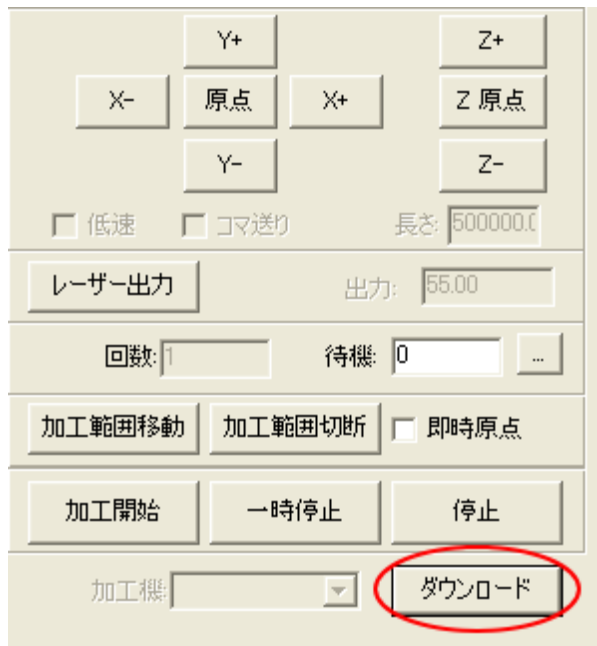 Y+ Z+
X- 原点 X+ Z 原点
Y- Z-
低速 コマ送り 長さ: 500000.0
レーザー出力 出力: 55.00
回数: 1 待機: 0 ...
加工範囲移動 加工範囲切断 即時原点
加工開始 一時停止 停止
加工機: ダウンロード